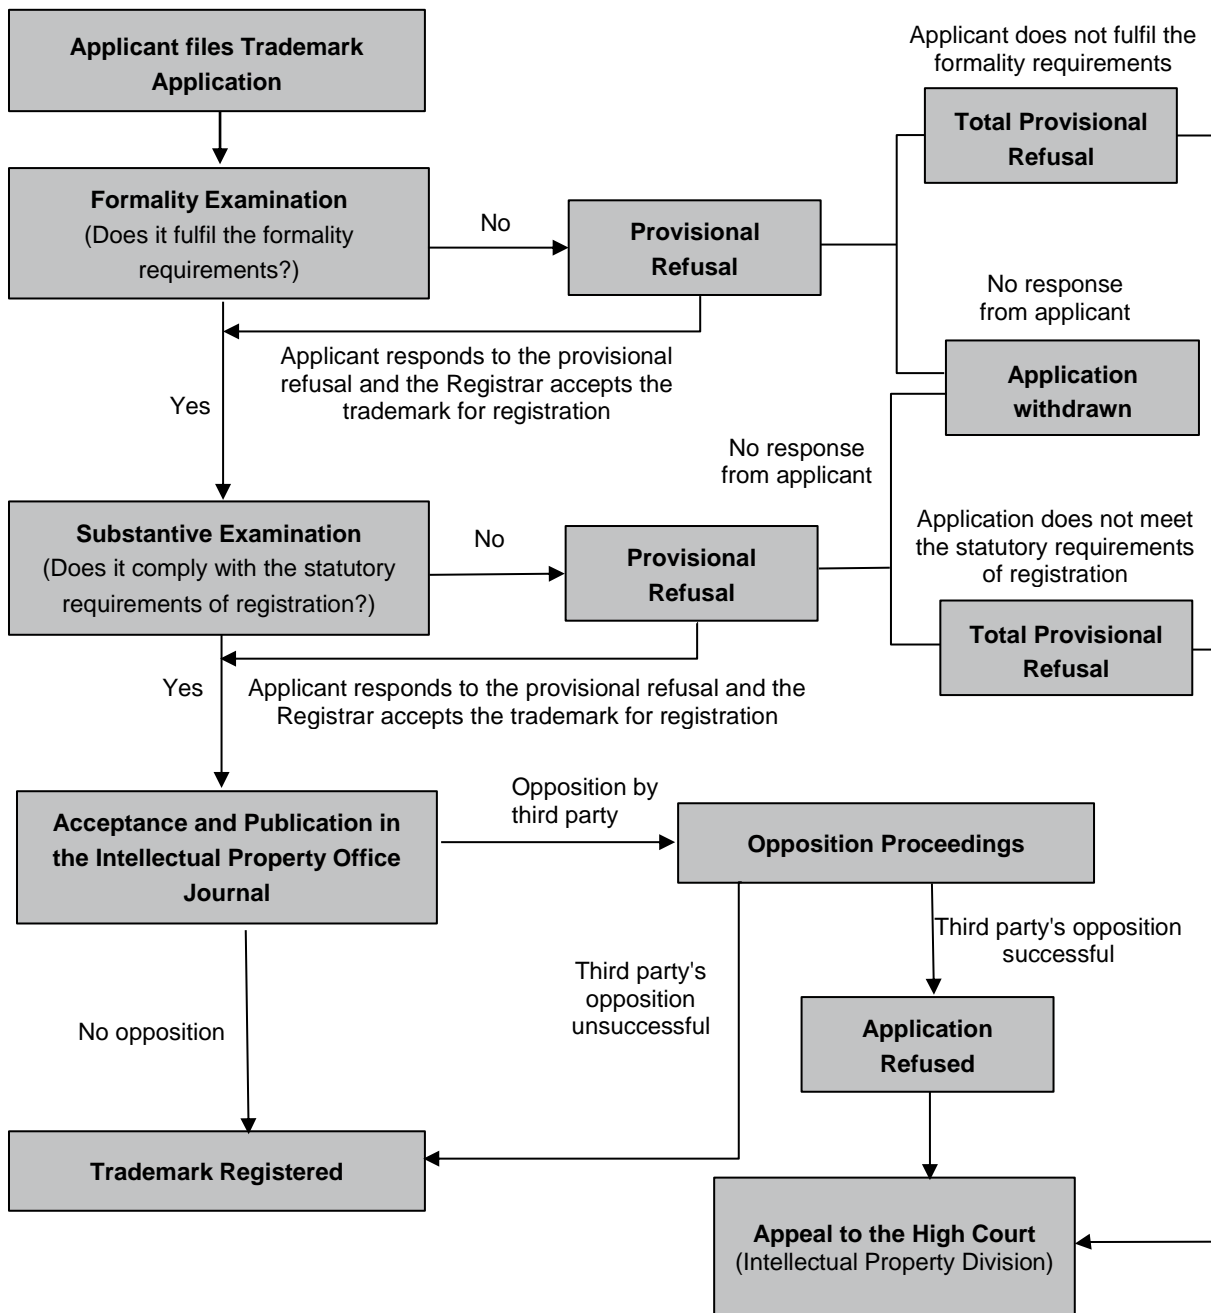 Applicant files Trademark
Application
Applicant does not fulfil the
formality requirements
Total Provisional
Refusal
Formality Examination
(Does it fulfil the formality
requirements?)
No
Provisional
Refusal
No response
from applicant
Application
withdrawn
Applicant responds to the provisional
refusal and the Registrar accepts the
trademark for registration
Yes
No response
from applicant
Substantive Examination
(Does it comply with the statutory
requirements of registration?)
No
Provisional
Refusal
Application does not meet
the statutory requirements
of registration
Total Provisional
Refusal
Yes
Applicant responds to the provisional refusal and the
Registrar accepts the trademark for registration
Acceptance and Publication in
the Intellectual Property Office
Journal
Opposition by
third party
Opposition Proceedings
Third party's opposition
successful
Third party's
opposition
unsuccessful
No opposition
Application
Refused
Trademark Registered
Appeal to the High Court
(Intellectual Property Division)